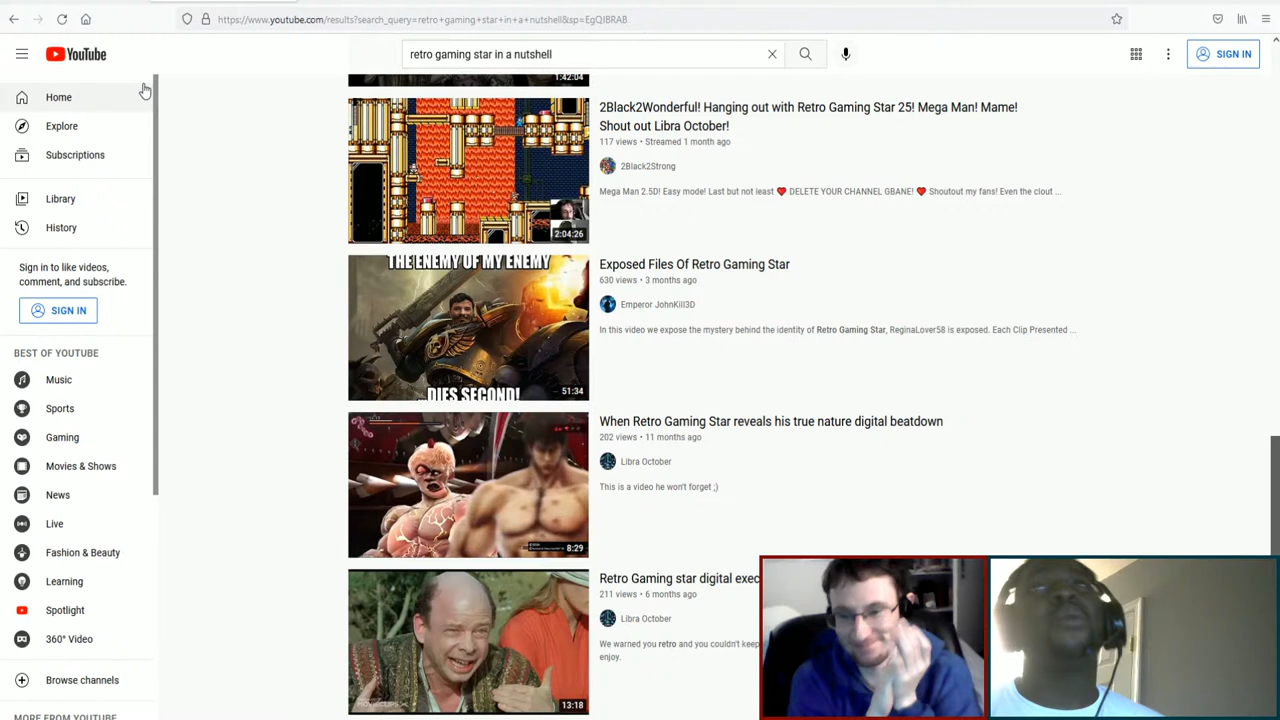 https://www.youtube.com/results?search_query=retro+gaming+star+in+a+nutshell&sp=EgQIBRAB
YouTube
retro gaming star in a nutshell
SIGN IN
Home
Explore
Subscriptions
Library
History
Sign in to like videos,
comment, and subscribe.
SIGN IN
BEST OF YOUTUBE
Music
Sports
Gaming
Movies & Shows
News
Live
Fashion & Beauty
Learning
Spotlight
360° Video
Browse channels
MORE FROM YOUTUBE
1:42:04
2Black2Wonderful! Hanging out with Retro Gaming Star 25! Mega Man! Mame!
Shout out Libra October!
117 views • Streamed 1 month ago
2Black2Strong
Mega Man 2.5D! Easy mode! Last but not least ❤ DELETE YOUR CHANNEL GBANE! ❤ Shoutout my fans! Even the clout ...
2:04:26
THE ENEMY OF MY ENEMY
...DIES SECOND!
51:34
Exposed Files Of Retro Gaming Star
630 views • 3 months ago
Emperor JohnKill3D
In this video we expose the mystery behind the identity of Retro Gaming Star, ReginaLover58 is exposed. Each Clip Presented ...
When Retro Gaming Star reveals his true nature digital beatdown
202 views • 11 months ago
Libra October
This is a video he won't forget ;)
8:29
Retro Gaming star digital exec
211 views • 6 months ago
Libra October
We warned you retro and you couldn't keep
enjoy.
MOVIECLIPS
13:18